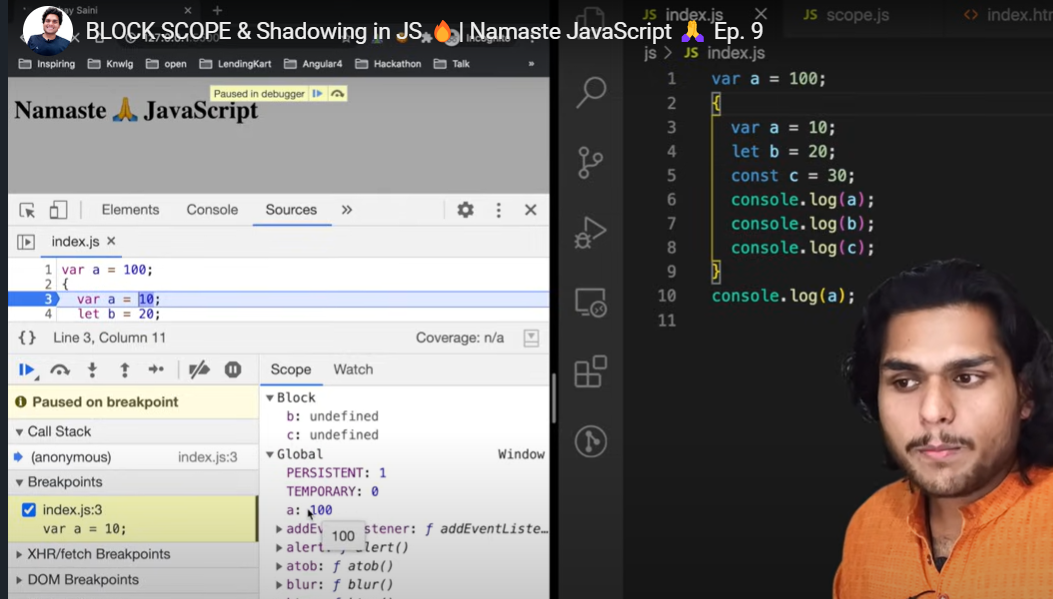 BLOCK SCOPE & Shadowing in JS 🔥 | Namaste JavaScript 🙏 Ep. 9
Inspiring
Knwlg
open
LendingKart
Angular4
Hackathon
Talk
»
Paused in debugger
Namaste 🙏 JavaScript
Elements Console Sources »
index.js ×
1 var a = 100;
2 {
3 var a = 10;
4 let b = 20;
{} Line 3, Column 11 Coverage: n/a
Paused on breakpoint
Call Stack
(anonymous) index.js:3
Breakpoints
index.js:3
var a = 10;
XHR/fetch Breakpoints
DOM Breakpoints
Scope Watch
Block
b: undefined
c: undefined
Global Window
PERSISTENT: 1
TEMPORARY: 0
a: 100
stener: ƒ addEventListe…
100
alert: ƒ alert()
atob: ƒ atob()
blur: ƒ blur()
JS index.js
JS scope.js
js > JS index.js
1 var a = 100;
2 {
3 var a = 10;
4 let b = 20;
5 const c = 30;
6 console.log(a);
7 console.log(b);
8 console.log(c);
9 }
10 console.log(a);
11